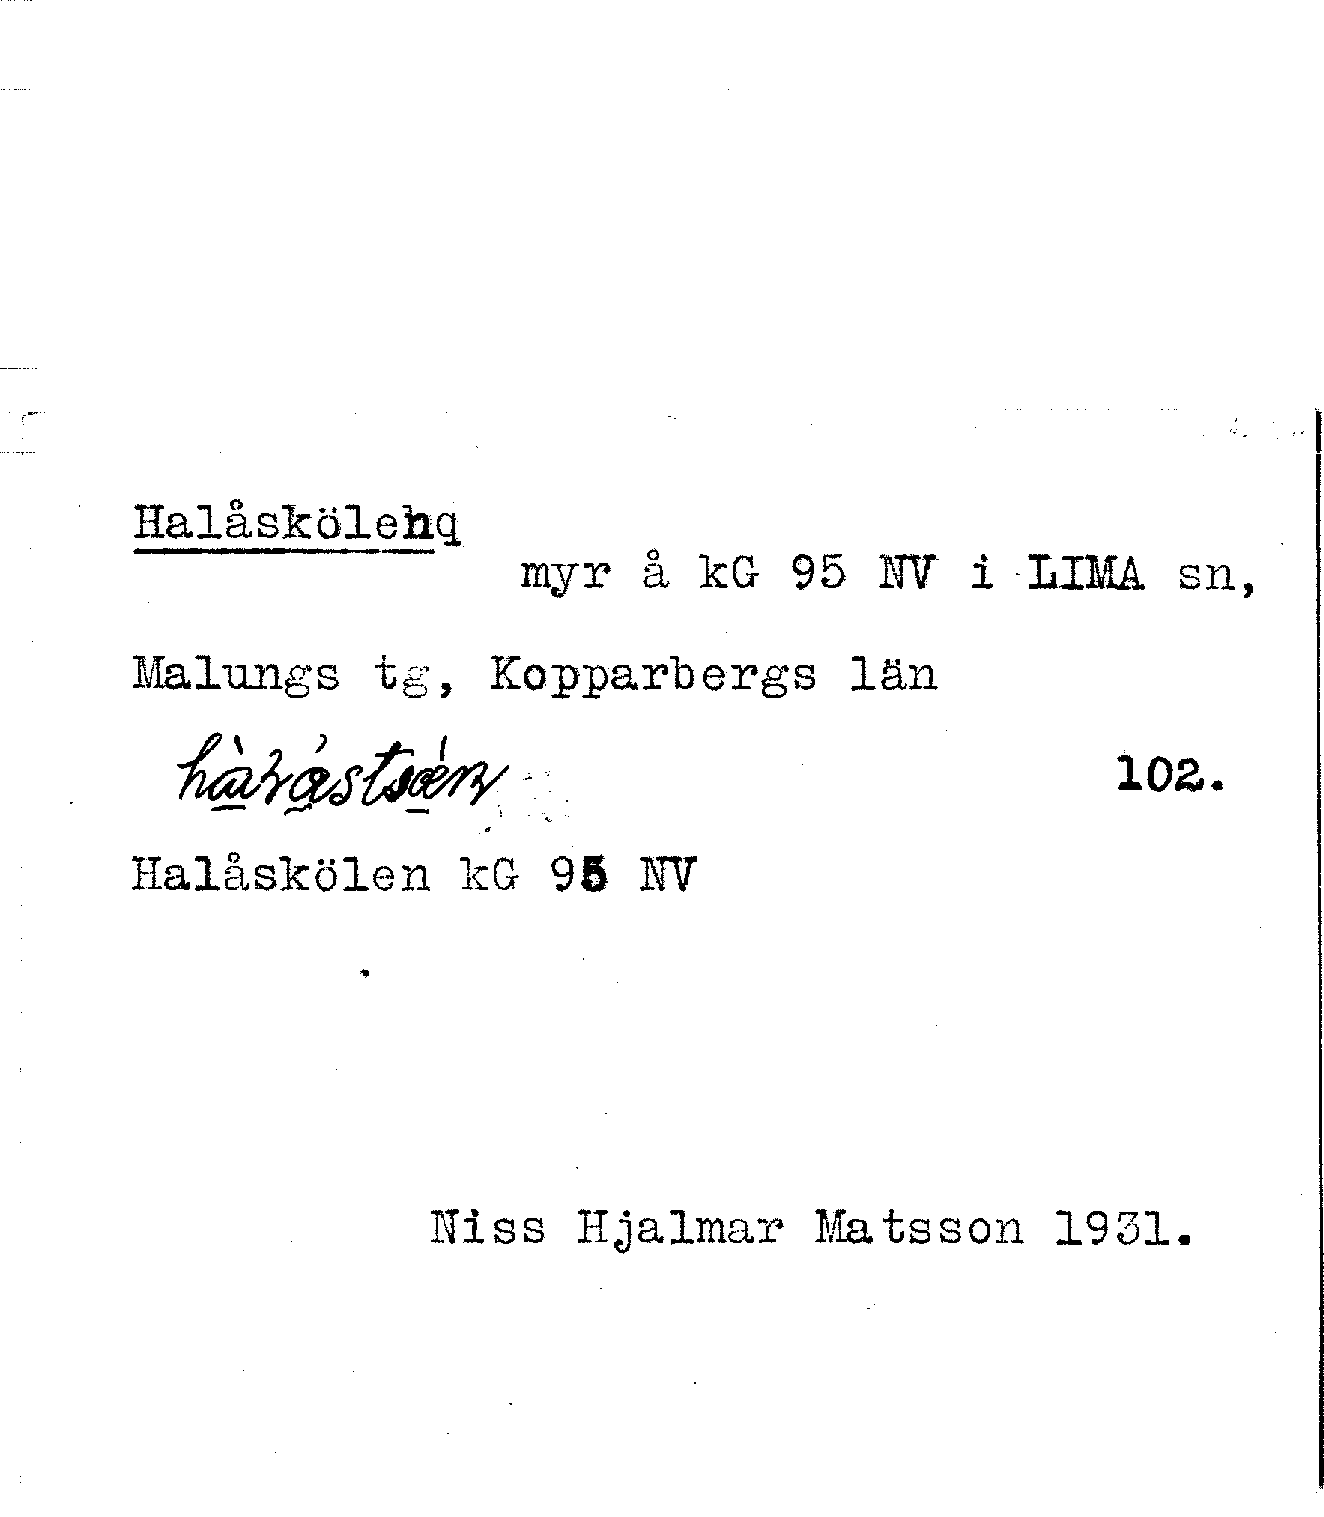 Halåskölenq
myr å kG 95 NV i LIMA sn,
Malungs tg, Kopparbergs län
102.
Halåskölen kG 95 NV
Niss Hjalmar Matsson 1931.